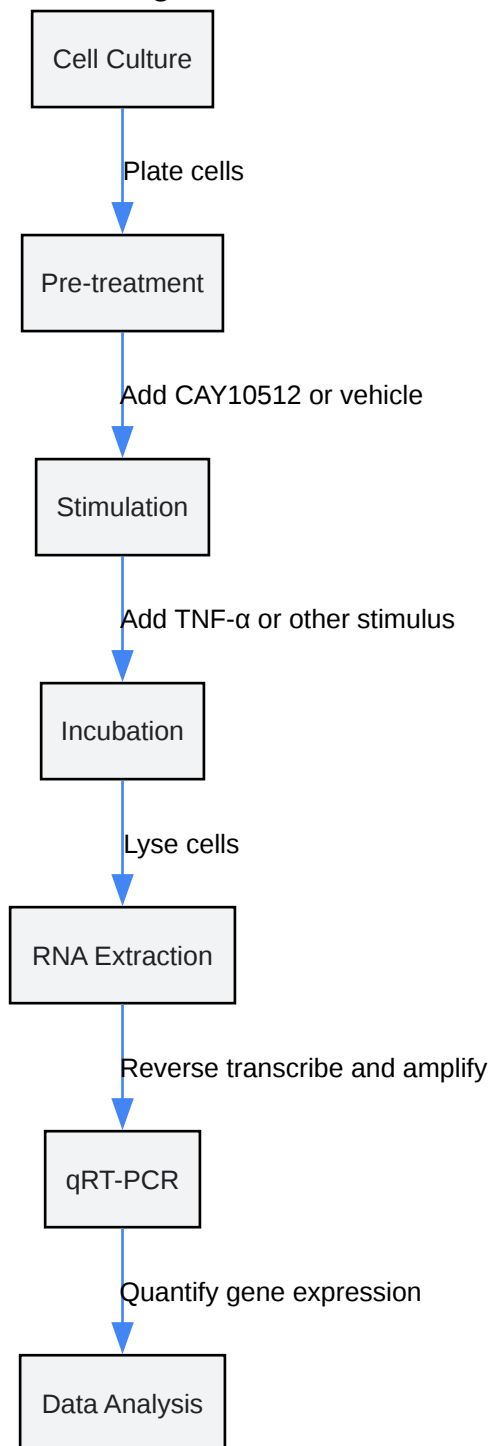 Cell Culture
Plate cells
Pre-treatment
Add CAY10512 or vehicle
Stimulation
Add TNF-α or other stimulus
Incubation
Lyse cells
RNA Extraction
Reverse transcribe and amplify
qRT-PCR
Quantify gene expression
Data Analysis